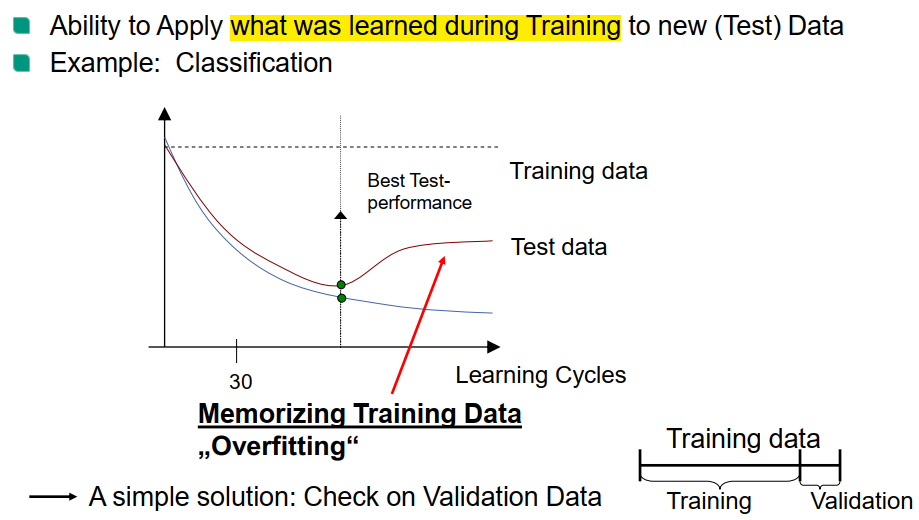 Ability to Apply what was learned during Training to new (Test) Data
Example: Classification
Training data
Best Test-
performance
Test data
30
Learning Cycles
Memorizing Training Data
„Overfitting“
Training data
A simple solution: Check on Validation Data
Training
Validation